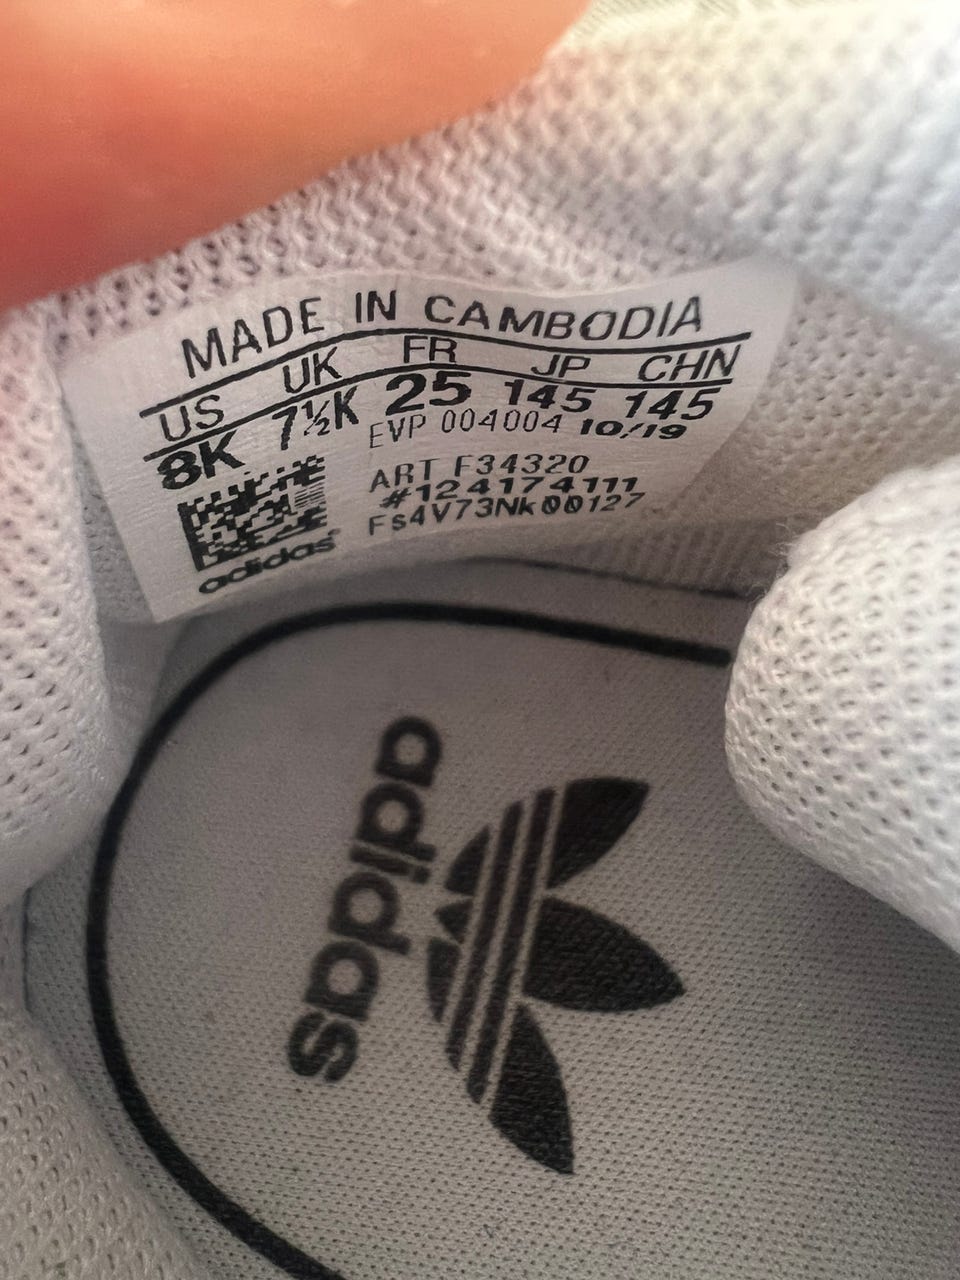 MADE IN CAMBODIA
US UK FR JP CHN
8K 7½K 25 145 145
EVP 004004 10/19
ART F34320
#124174111
Fs4V73Nk00127
adidas
adidas